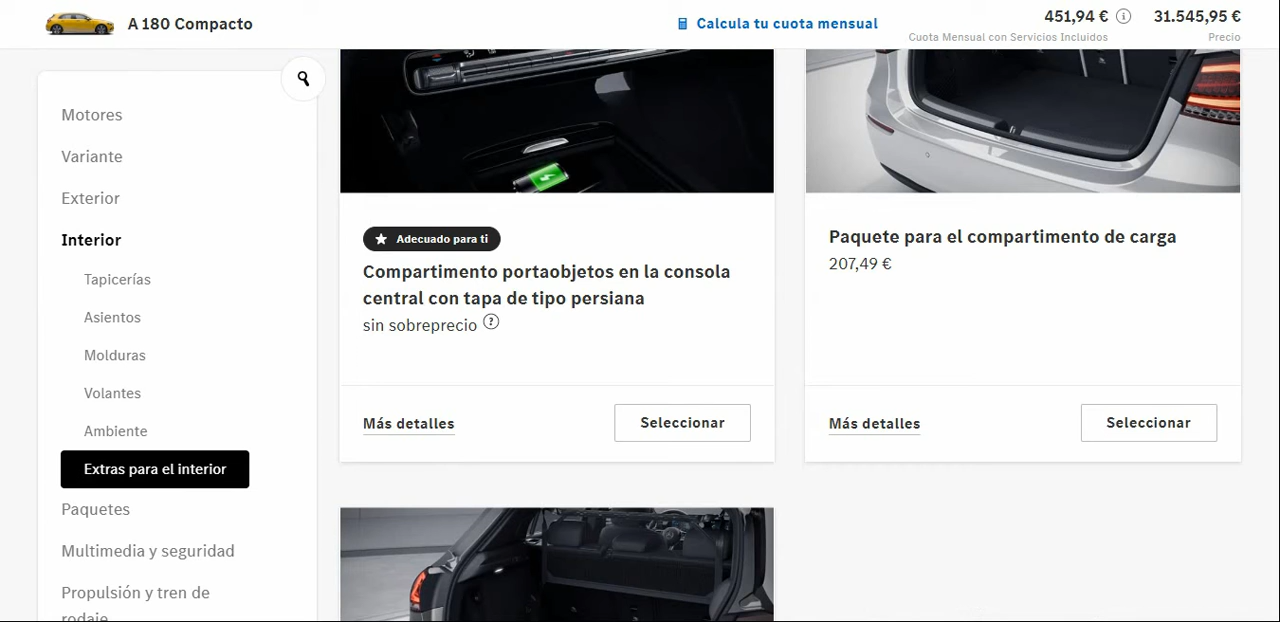 A 180 Compacto
Calcula tu cuota mensual
451,94 €
31.545,95 €
Cuota Mensual con Servicios Incluidos
Precio
Motores
Variante
Exterior
Interior
Tapicerías
Asientos
Molduras
Volantes
Ambiente
Extras para el interior
Paquetes
Multimedia y seguridad
Propulsión y tren de
rodaje
Adecuado para ti
Compartimento portaobjetos en la consola
central con tapa de tipo persiana
sin sobreprecio
Más detalles
Seleccionar
Paquete para el compartimento de carga
207,49 €
Más detalles
Seleccionar